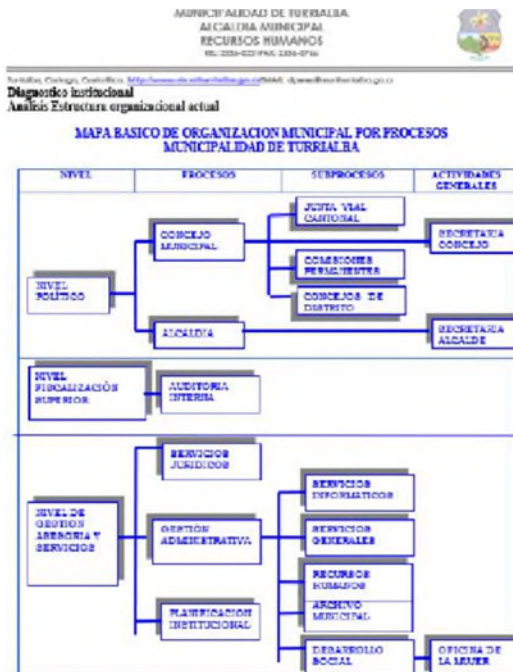 MUNICIPALIDAD DE TURRIALBA
ALCALDIA MUNICIPAL
RECURSOS HUMANOS
Diagnostico institucional
Análisis Estructura organizacional actual
MAPA BASICO DE ORGANIZACION MUNICIPAL POR PROCESOS
MUNICIPALIDAD DE TURRIALBA
NIVEL PROCESOS SUBPROCESOS ACTIVIDADES
GENERALES
JUNTA VIAL
CANTONAL
CONCEJO
MUNICIPAL
SECRETARIA
CONCEJO
COMISIONES
PERMANENTES
NIVEL
POLÍTICO
CONCEJOS DE
DISTRITO
ALCALDIA
SECRETARIA
ALCALDE
NIVEL
FISCALIZACIÓN
SUPERIOR
AUDITORIA
INTERNA
SERVICIOS
JURIDICOS
SERVICIOS
INFORMATICOS
NIVEL DE
GESTION
ASESORIA Y
SERVICIOS
GESTIÓN
ADMINISTRATIVA
SERVICIOS
GENERALES
RECURSOS
HUMANOS
ARCHIVO
MUNICIPAL
PLANIFICACION
INSTITUCIONAL
DESARROLLO
SOCIAL
OFICINA DE
LA MUJER